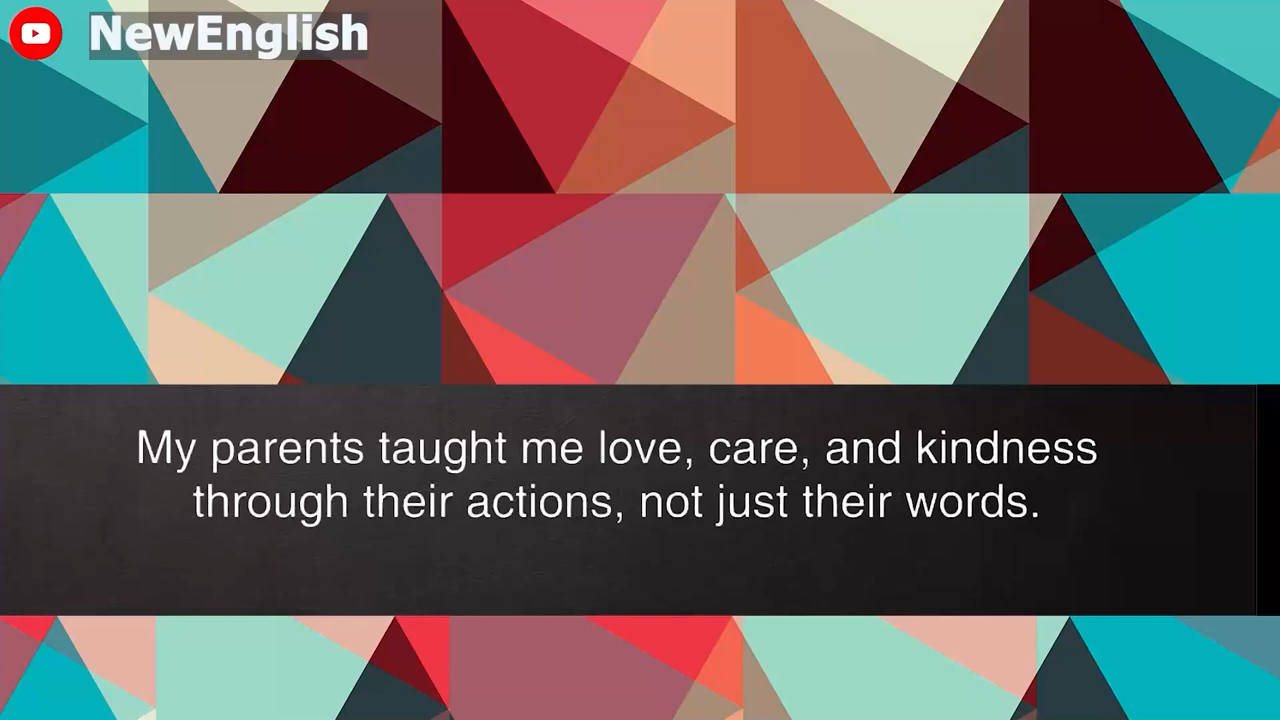 NewEnglish
My parents taught me love, care, and kindness
through their actions, not just their words.